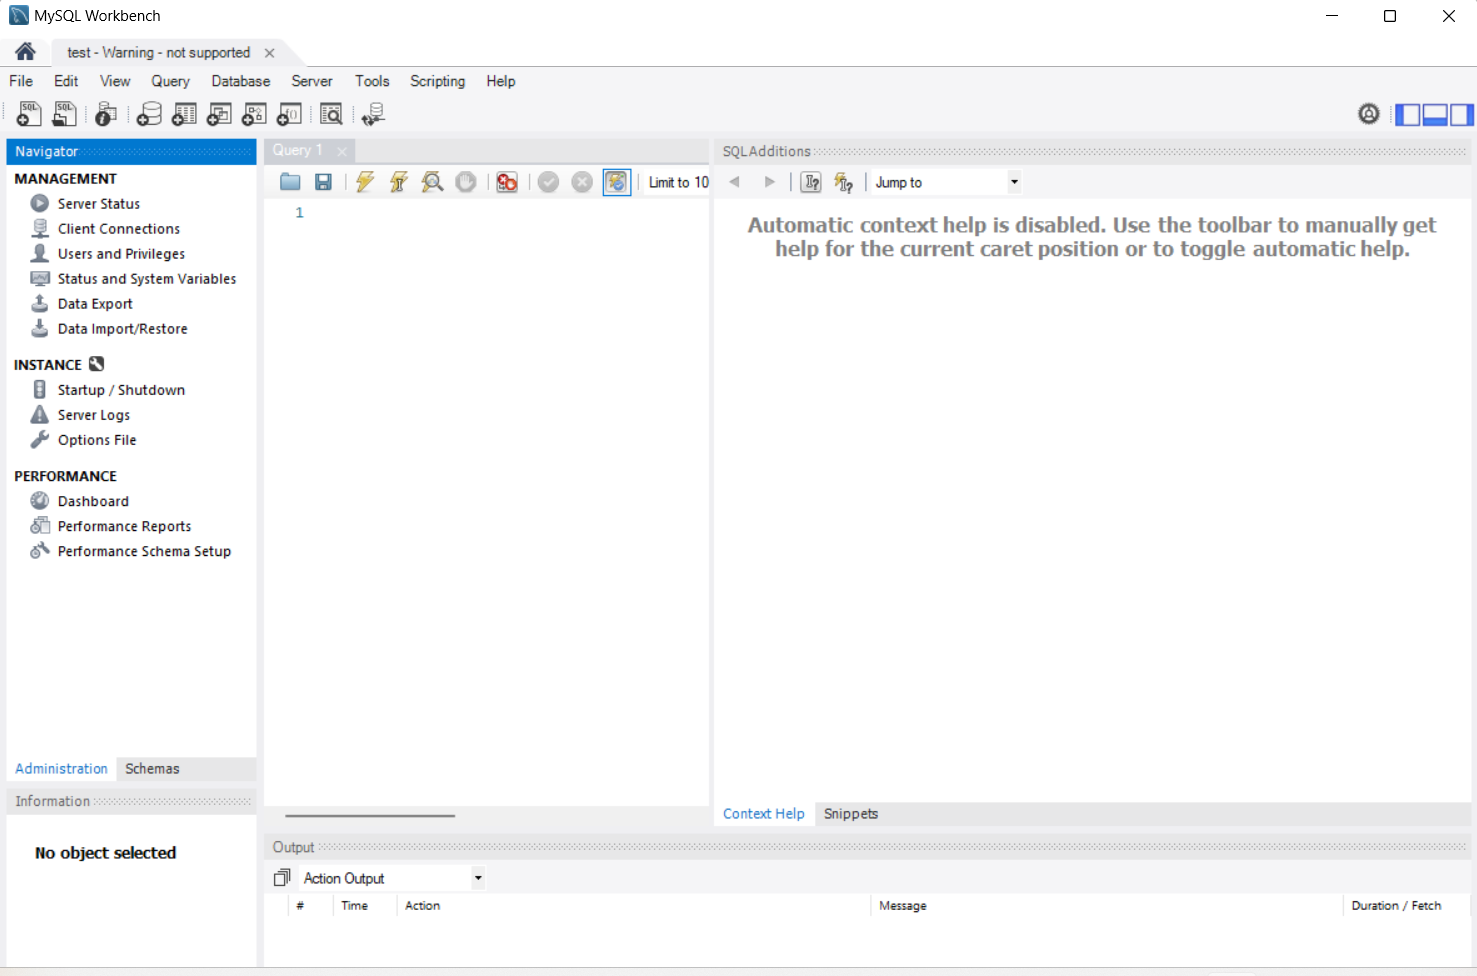 MySQL Workbench
test - Warning - not supported
File Edit View Query Database Server Tools Scripting Help
Navigator
MANAGEMENT
Server Status
Client Connections
Users and Privileges
Status and System Variables
Data Export
Data Import/Restore
INSTANCE
Startup / Shutdown
Server Logs
Options File
PERFORMANCE
Dashboard
Performance Reports
Performance Schema Setup
Administration Schemas
Information
No object selected
Query 1
Limit to 10
1
SQLAdditions
Jump to
Automatic context help is disabled. Use the toolbar to manually get
help for the current caret position or to toggle automatic help.
Context Help Snippets
Output
Action Output
# Time Action Message Duration / Fetch